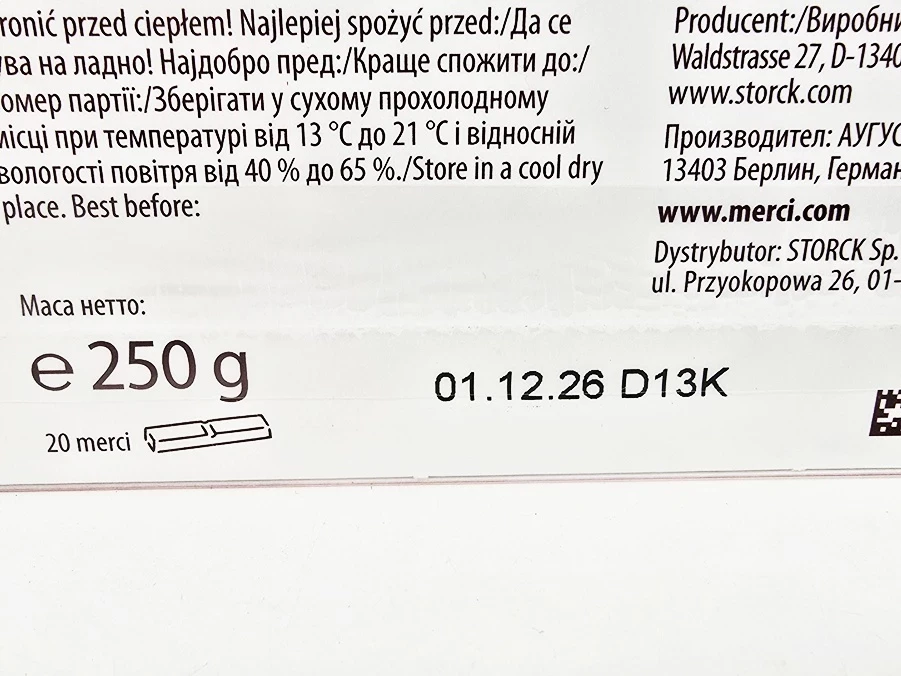 ronić przed ciepłem! Najlepiej spożyć przed:/Да се
ува на ладно! Најдобро пред:/Краще спожити до:/
омер партії:/Зберігати у сухому прохолодному
місці при температурі від 13 °C до 21 °C і відносній
вологості повітря від 40 % до 65 %./Store in a cool dry
place. Best before:
Маса нетто:
e 250 g
20 merci
01.12.26 D13K
Producent:/Виробни
Waldstrasse 27, D-1340
www.storck.com
Производител: АУГУС
13403 Берлин, Герман
www.merci.com
Dystrybutor: STORCK Sp.
ul. Przyokopowa 26, 01-